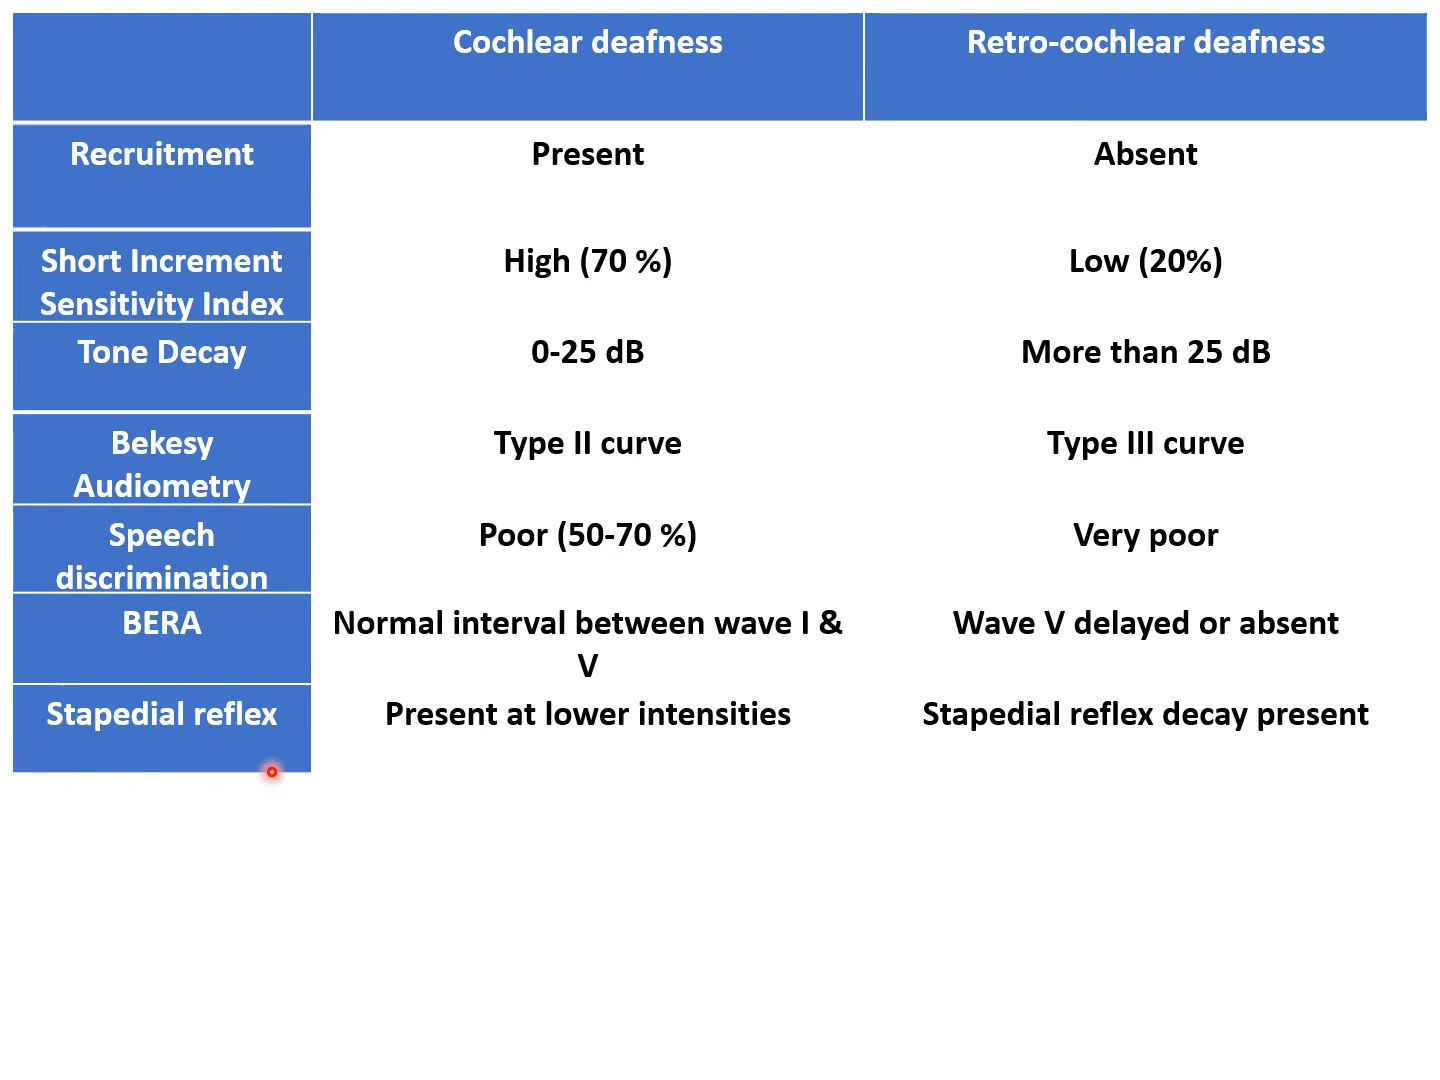 Cochlear deafness
Retro-cochlear deafness
Recruitment
Present
Absent
Short Increment
Sensitivity Index
High (70 %)
Low (20%)
Tone Decay
0-25 dB
More than 25 dB
Bekesy
Audiometry
Type II curve
Type III curve
Speech
discrimination
Poor (50-70 %)
Very poor
BERA
Normal interval between wave I &
V
Wave V delayed or absent
Stapedial reflex
Present at lower intensities
Stapedial reflex decay present